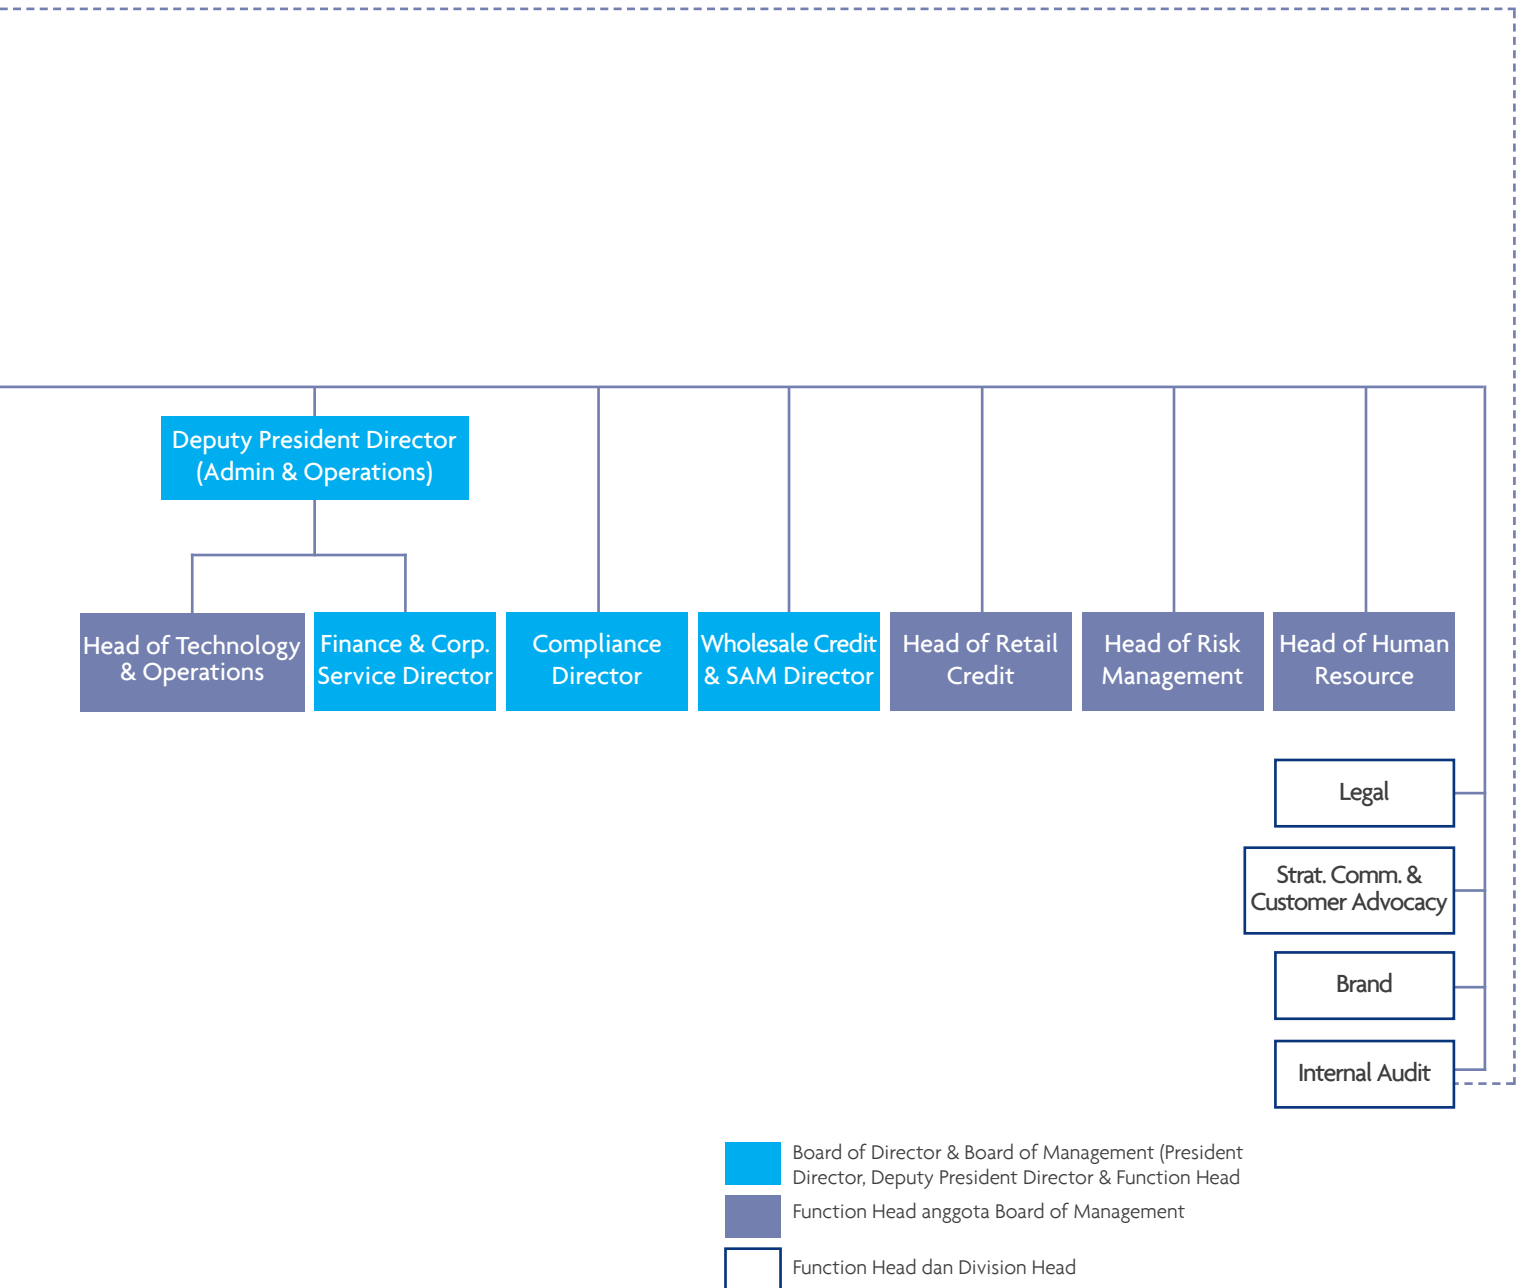 Deputy President Director
(Admin & Operations)
Head of Technology
& Operations
Finance & Corp.
Service Director
Compliance
Director
Wholesale Credit
& SAM Director
Head of Retail
Credit
Head of Risk
Management
Head of Human
Resource
Legal
Strat. Comm. &
Customer Advocacy
Brand
Internal Audit
Board of Director & Board of Management (President
Director, Deputy President Director & Function Head
Function Head anggota Board of Management
Function Head dan Division Head